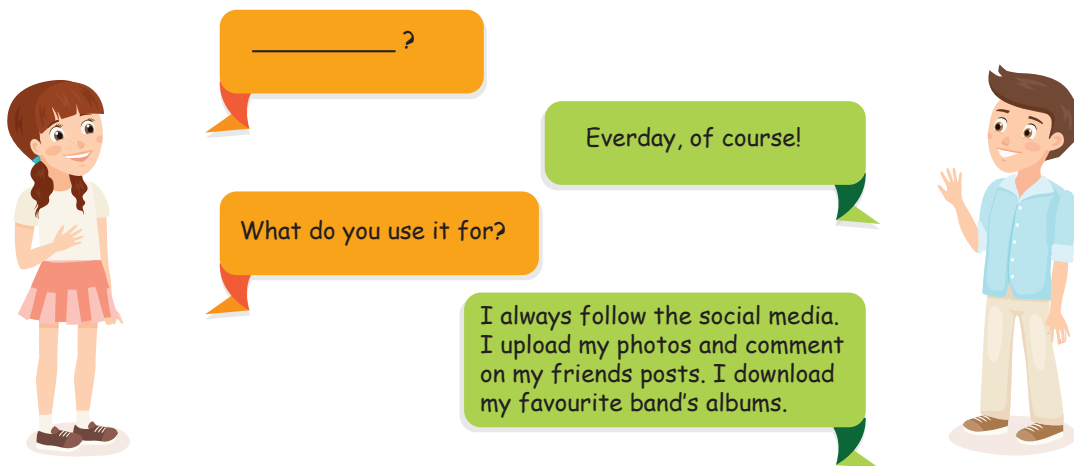 ____________ ?
Everday, of course!
What do you use it for?
I always follow the social media.
I upload my photos and comment
on my friends posts. I download
my favourite band's albums.